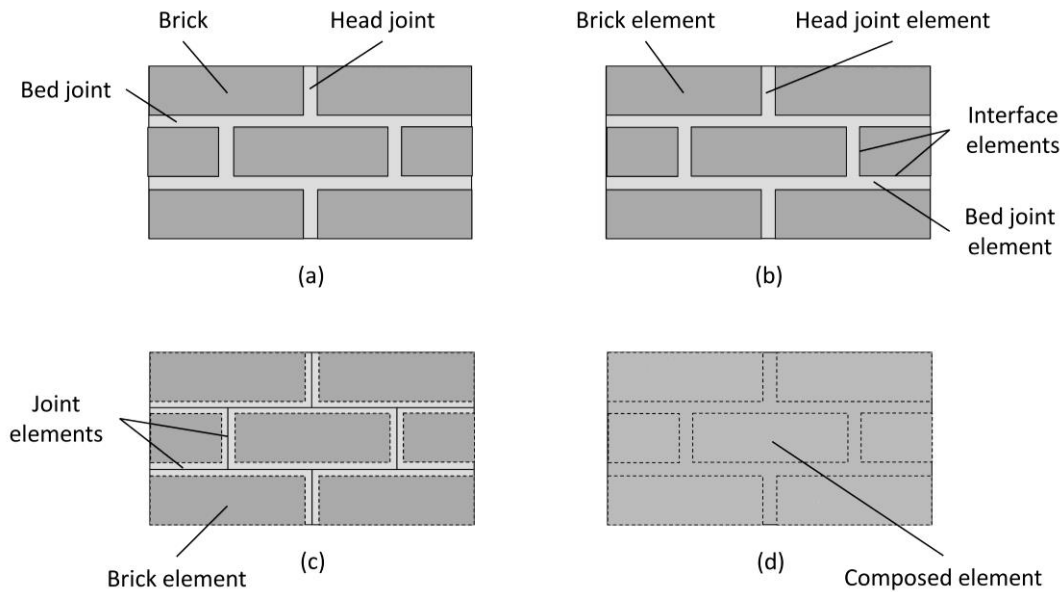 Brick
Head joint
Bed joint
(a)
Brick element
Head joint element
Interface
elements
Bed joint
element
(b)
Joint
elements
Brick element
(c)
Composed element
(d)